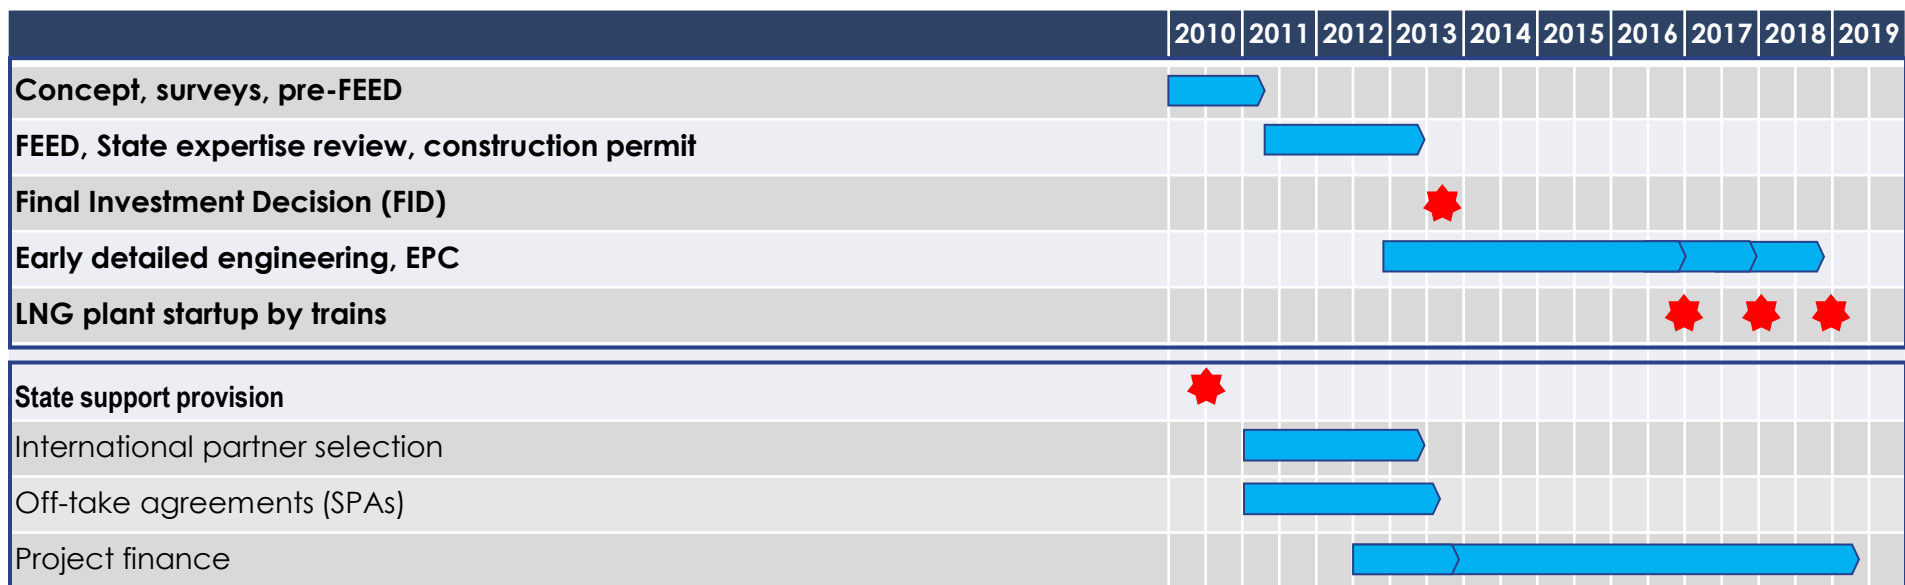 2010 2011 2012 2013 2014 2015 2016 2017 2018 2019
Concept, surveys, pre-FEED
FEED, State expertise review, construction permit
Final Investment Decision (FID)
Early detailed engineering, EPC
LNG plant startup by trains
State support provision
International partner selection
Off-take agreements (SPAs)
Project finance